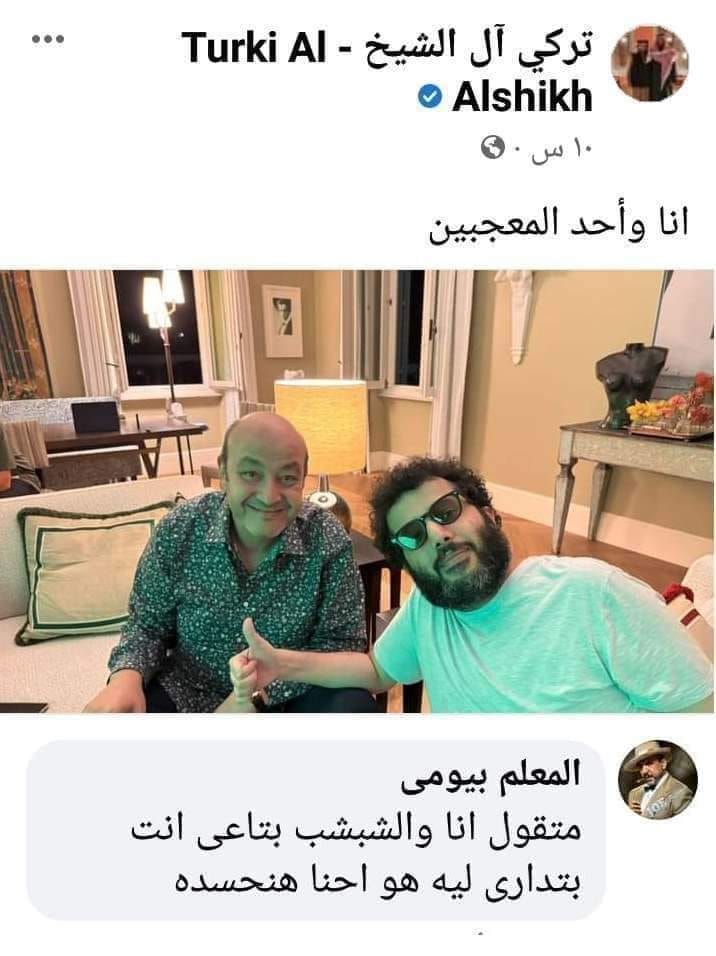 تركي آل الشيخ - Turki Al
Alshikh
١٠ س ·
انا وأحد المعجبين
المعلم بيومى
متقول انا والشبشب بتاعى انت
بتدارى ليه هو احنا هنحسده